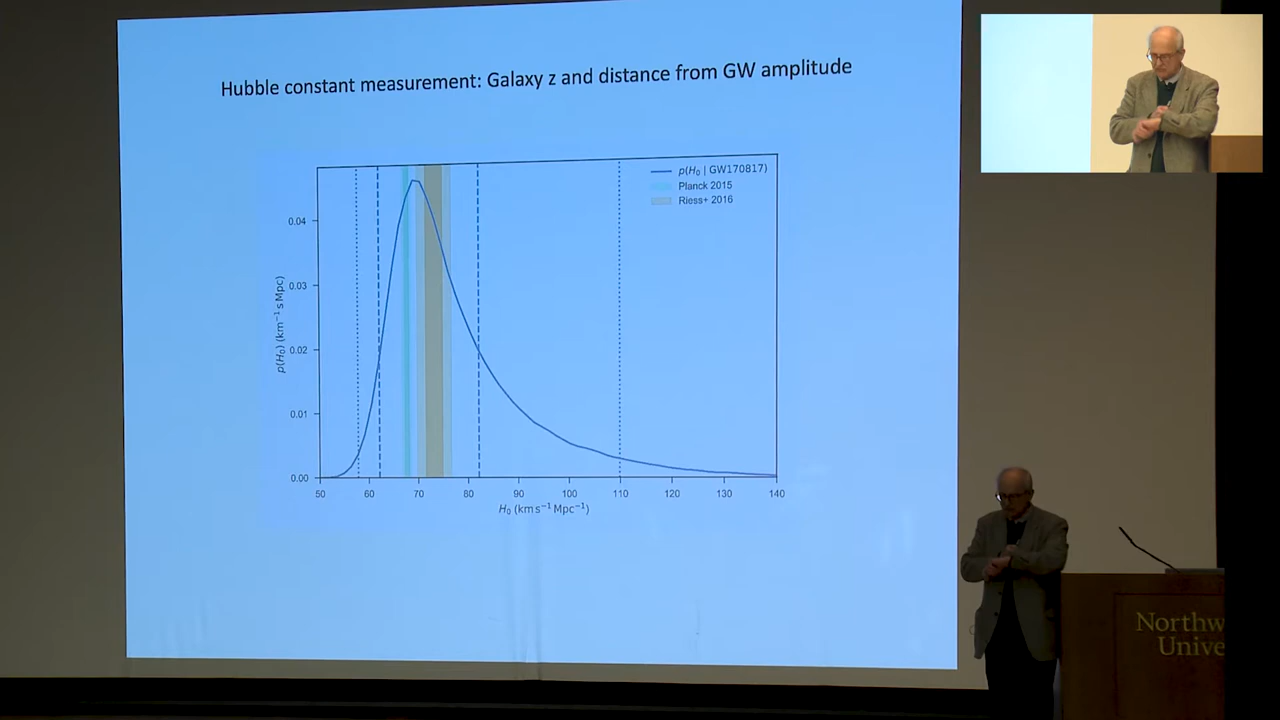 Hubble constant measurement: Galaxy z and distance from GW amplitude
p(H₀ | GW170817)
Planck 2015
Riess+ 2016
0.04
0.03
0.02
0.01
0.00
p(H₀) (km⁻¹ s Mpc)
50 60 70 80 90 100 110 120 130 140
H₀ (km s⁻¹ Mpc⁻¹)
Northw
Unive